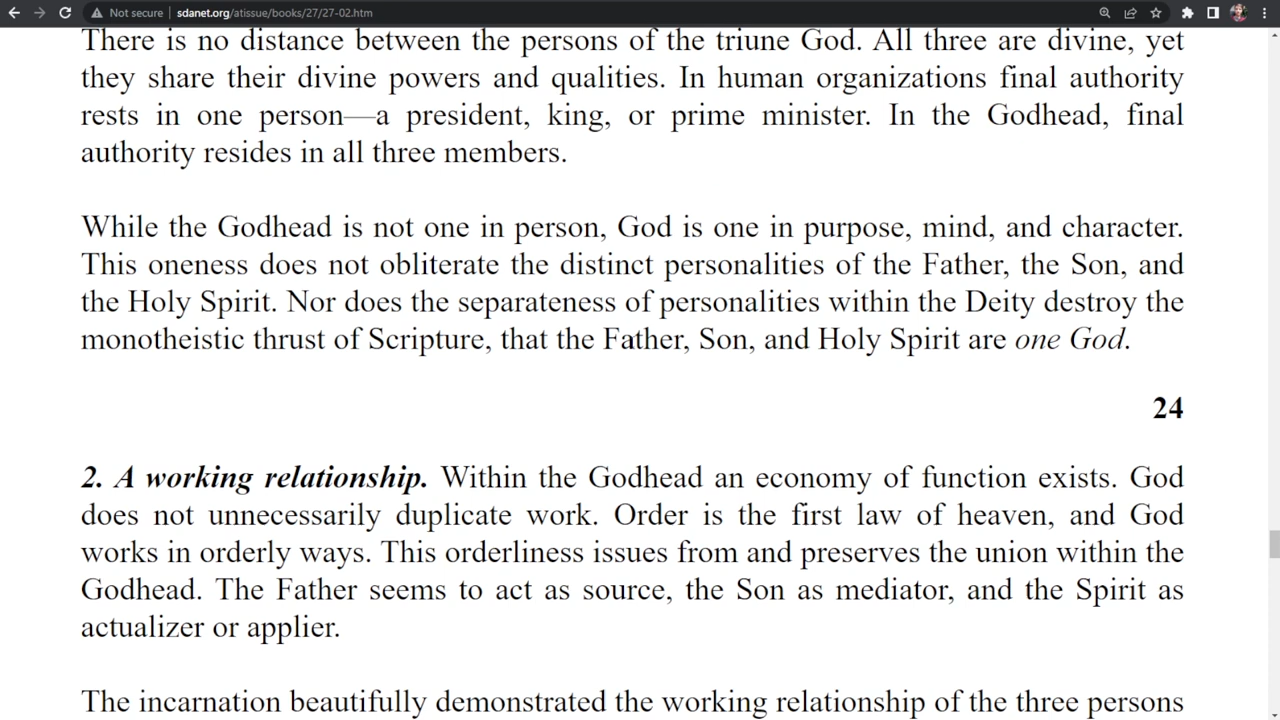 Not secure | sdanet.org/atissue/books/27/27-02.htm
There is no distance between the persons of the triune God. All three are divine, yet
they share their divine powers and qualities. In human organizations final authority
rests in one person—a president, king, or prime minister. In the Godhead, final
authority resides in all three members.
While the Godhead is not one in person, God is one in purpose, mind, and character.
This oneness does not obliterate the distinct personalities of the Father, the Son, and
the Holy Spirit. Nor does the separateness of personalities within the Deity destroy the
monotheistic thrust of Scripture, that the Father, Son, and Holy Spirit are one God.
24
2. A working relationship. Within the Godhead an economy of function exists. God
does not unnecessarily duplicate work. Order is the first law of heaven, and God
works in orderly ways. This orderliness issues from and preserves the union within the
Godhead. The Father seems to act as source, the Son as mediator, and the Spirit as
actualizer or applier.
The incarnation beautifully demonstrated the working relationship of the three persons